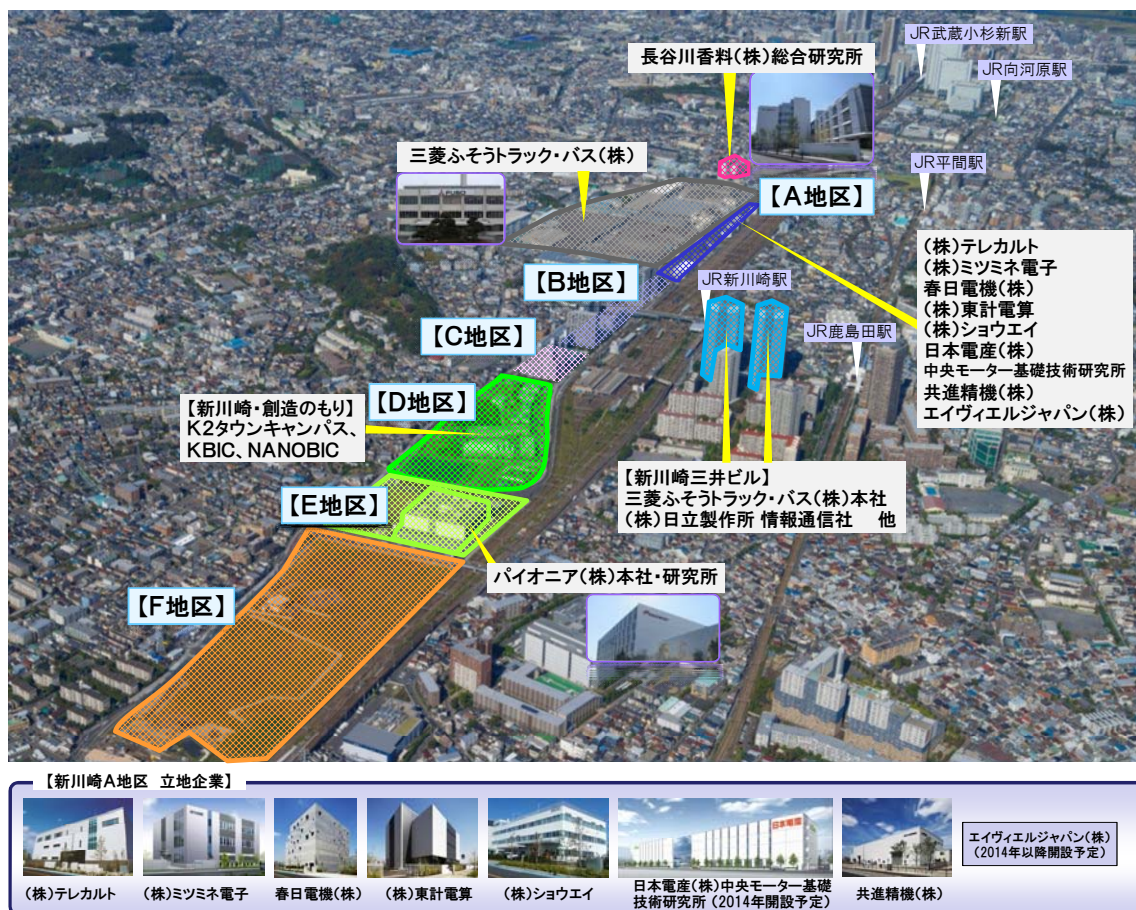 JR武蔵小杉新駅
JR向河原駅
長谷川香料(株)総合研究所
三菱ふそうトラック・バス(株)
FUSO
JR平間駅
【A地区】
(株)テレカルト
(株)ミツミネ電子
春日電機(株)
(株)東計電算
(株)ショウエイ
日本電産(株)
中央モーター基礎技術研究所
共進精機(株)
エイヴィエルジャパン(株)
【B地区】
JR新川崎駅
【C地区】
JR鹿島田駅
【D地区】
【新川崎・創造のもり】
K2タウンキャンパス、
KBIC、NANOBIC
【新川崎三井ビル】
三菱ふそうトラック・バス(株)本社
(株)日立製作所 情報通信社 他
【E地区】
パイオニア(株)本社・研究所
【F地区】
【新川崎A地区 立地企業】
日本電産
エイヴィエルジャパン(株)
(2014年以降開設予定)
(株)テレカルト
(株)ミツミネ電子
春日電機(株)
(株)東計電算
(株)ショウエイ
日本電産(株)中央モーター基礎
技術研究所 (2014年開設予定)
共進精機(株)